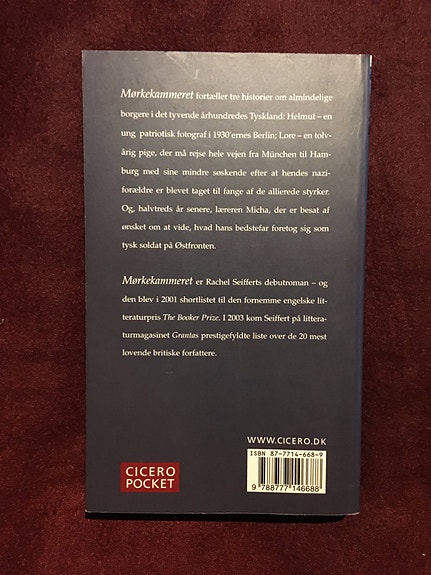 Mørkekammeret fortæller tre historier om almindelige
borgere i det tyvende århundredes Tyskland: Helmut – en
ung patriotisk fotograf i 1930'ernes Berlin; Lore – en tolv-
årig pige, der må rejse hele vejen fra München til Ham-
burg med sine mindre søskende efter at hendes nazi-
forældre er blevet taget til fange af de allierede styrker.
Og, halvtreds år senere, læreren Micha, der er besat af
ønsket om at vide, hvad hans bedstefar foretog sig som
tysk soldat på Østfronten.
Mørkekammeret er Rachel Seifferts debutroman – og
den blev i 2001 shortlistet til den fornemme engelske lit-
teraturpris The Booker Prize. I 2003 kom Seiffert på littera-
turmagasinet Grantas prestigefyldte liste over de 20 mest
lovende britiske forfattere.
WWW.CICERO.DK
ISBN 87-7714-668-9
9 788777 146688
CICERO
POCKET